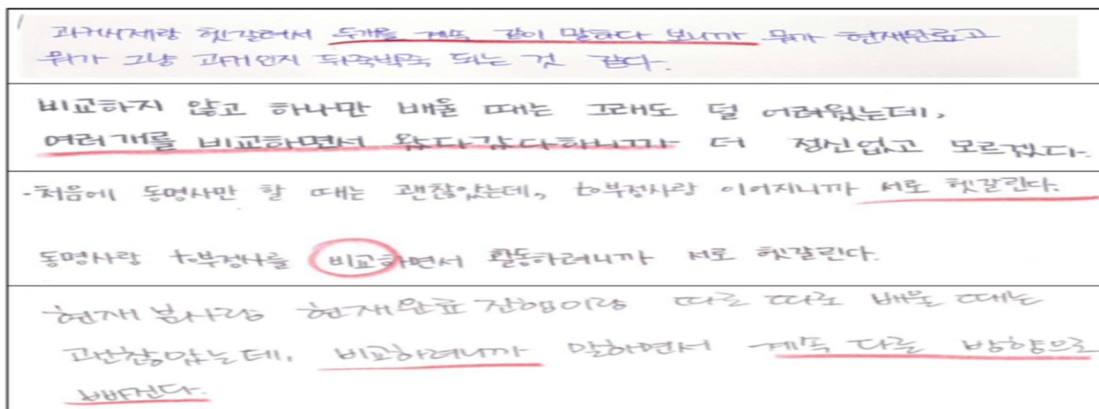 과거시제랑 헷갈려서 두개를 계속 같이 말하다 보니까 뭐가 현재완료고
뭐가 그냥 과거인지 뒤죽박죽 되는 것 같다.
비교하지 않고 하나만 배울 때는 그래도 덜 어려웠는데,
여러개를 비교하면서 왔다갔다하니까 더 정신없고 모르겠다.
-처음에 동명사만 할 때는 괜찮았는데, to부정사랑 이어지니까 서로 헷갈린다.
동명사랑 to부정사를 비교하면서 활동하려니까 서로 헷갈린다.
현재 분사랑 현재완료 진행이랑 따로 따로 배울 때는
괜찮았는데, 비교하려니까 말하면서 계속 다른 방향으로
빠진다.